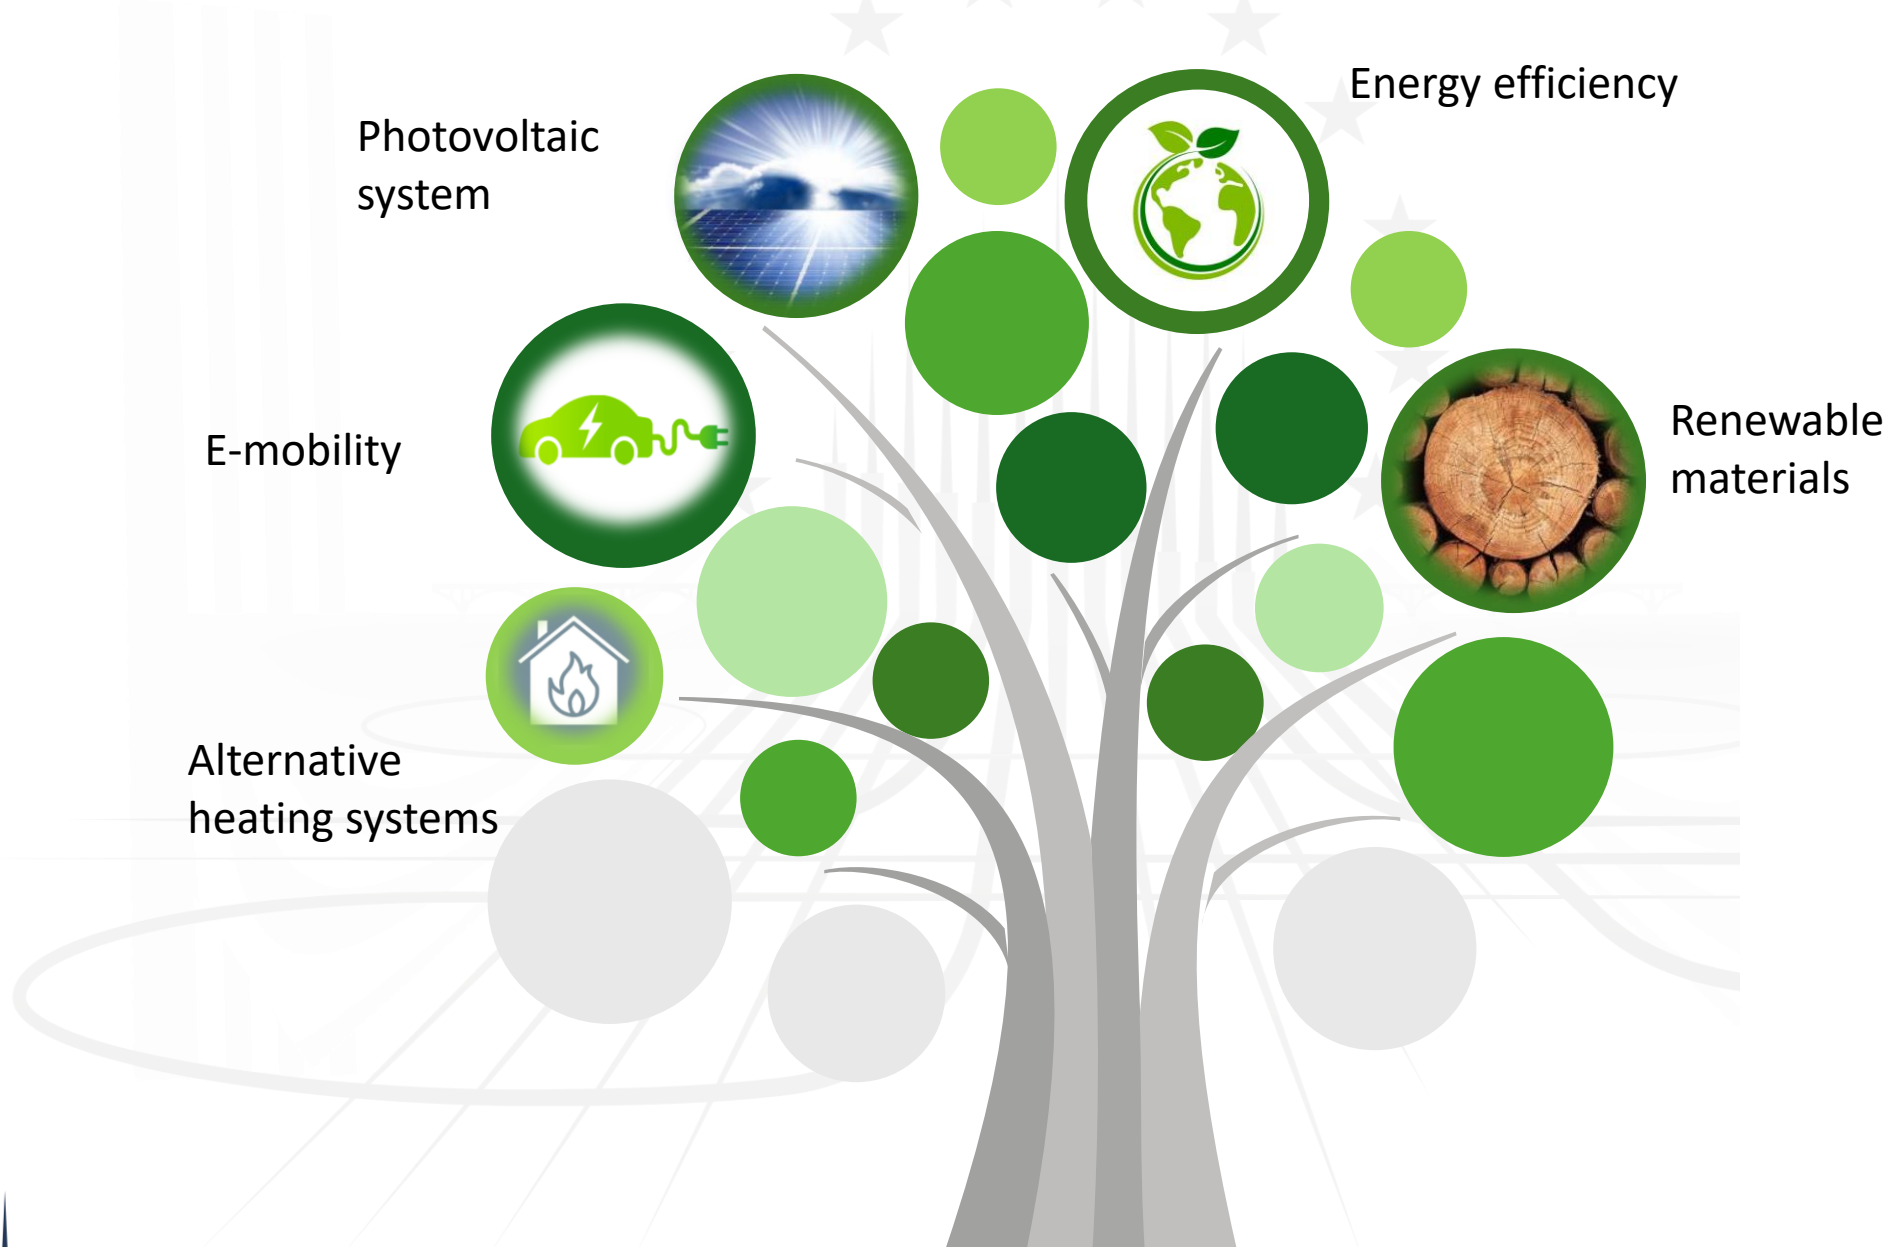 Energy efficiency
Photovoltaic
system
E-mobility
Renewable
materials
Alternative
heating systems